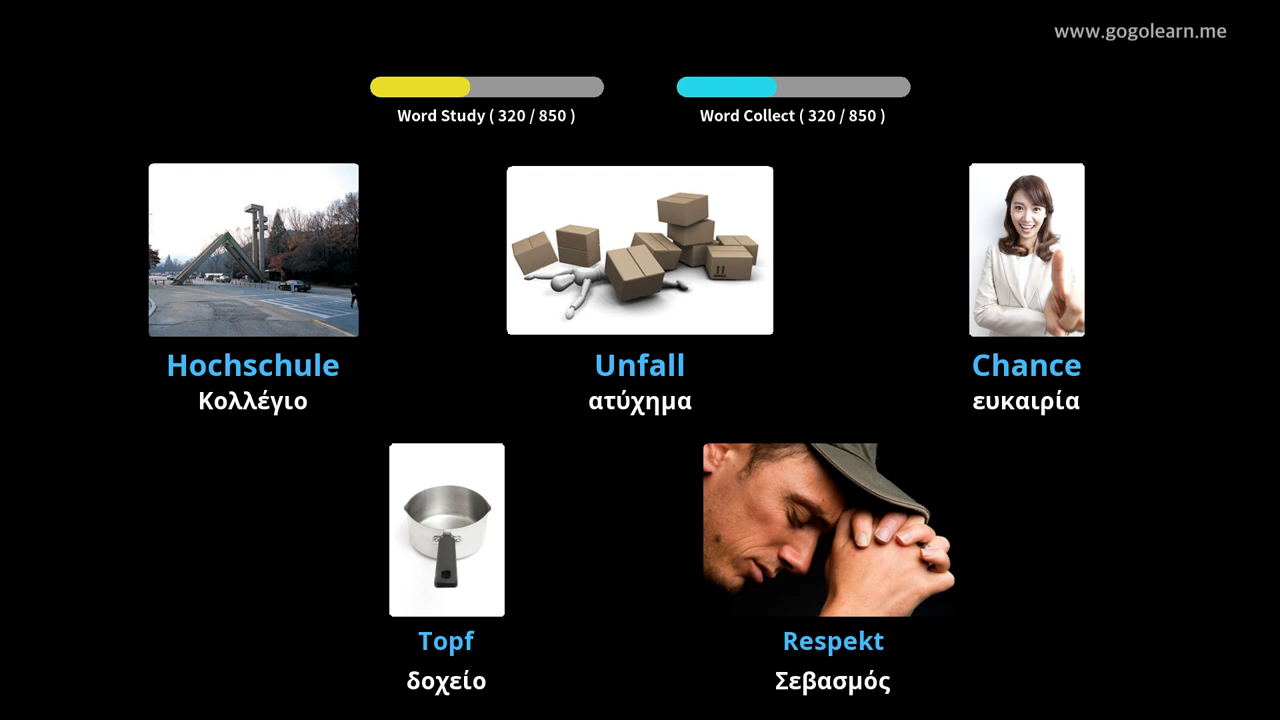 www.gogolearn.me
Word Study ( 320 / 850 )
Word Collect ( 320 / 850 )
Hochschule
Unfall
Chance
Κολλέγιο
ατύχημα
ευκαιρία
Topf
Respekt
δοχείο
Σεβασμός